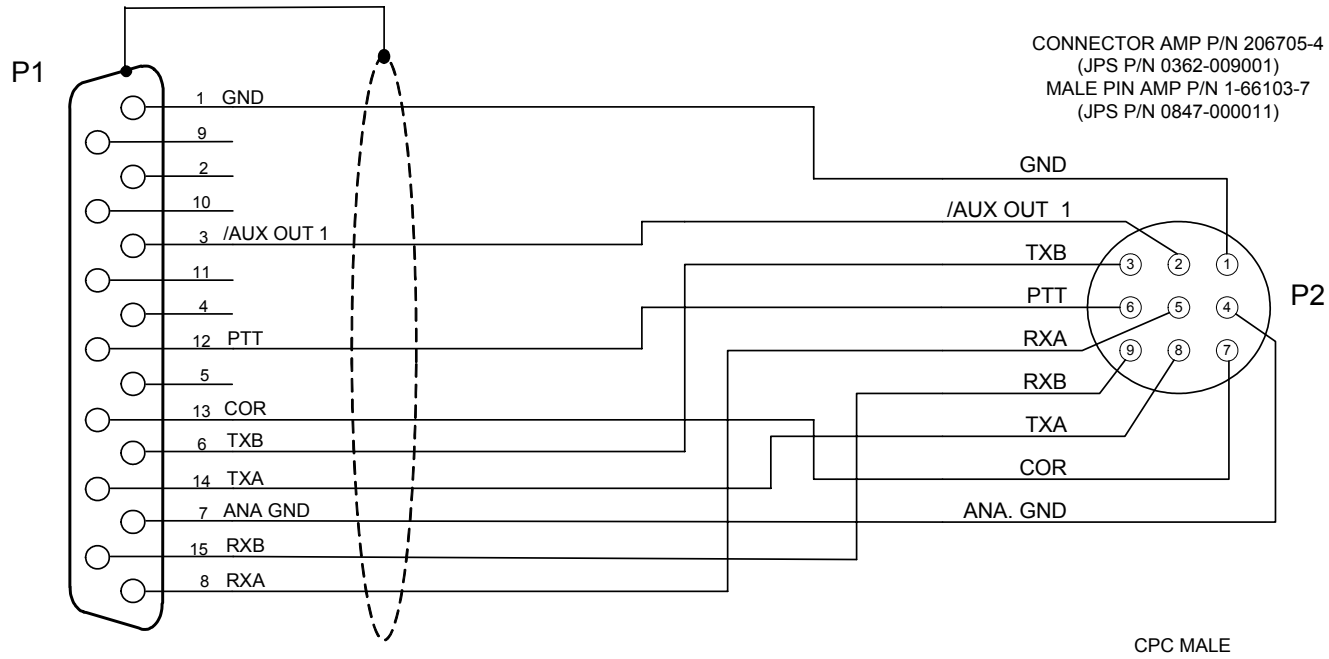 CONNECTOR AMP P/N 206705-4
(JPS P/N 0362-009001)
MALE PIN AMP P/N 1-66103-7
(JPS P/N 0847-000011)
P1
1 GND
9
2
10
3 /AUX OUT 1
11
4
12 PTT
5
13 COR
6 TXB
14 TXA
7 ANA GND
15 RXB
8 RXA
GND
/AUX OUT 1
TXB
PTT
RXA
RXB
TXA
COR
ANA. GND
3 2 1
6 5 4
9 8 7
P2
CPC MALE